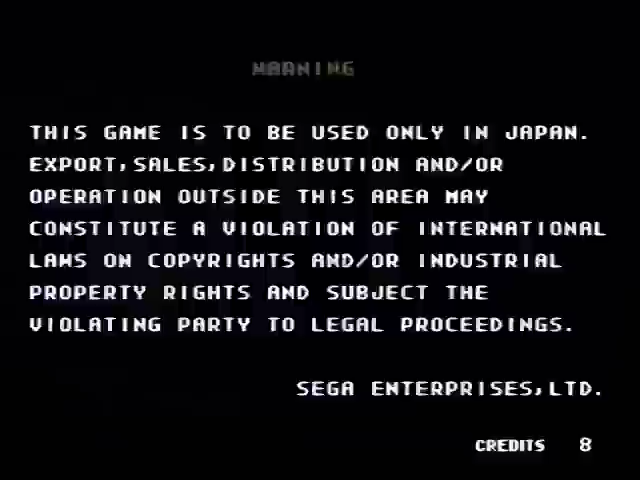 WARNING
THIS GAME IS TO BE USED ONLY IN JAPAN.
EXPORT,SALES,DISTRIBUTION AND/OR
OPERATION OUTSIDE THIS AREA MAY
CONSTITUTE A VIOLATION OF INTERNATIONAL
LAWS ON COPYRIGHTS AND/OR INDUSTRIAL
PROPERTY RIGHTS AND SUBJECT THE
VIOLATING PARTY TO LEGAL PROCEEDINGS.
SEGA ENTERPRISES,LTD.
CREDITS 8